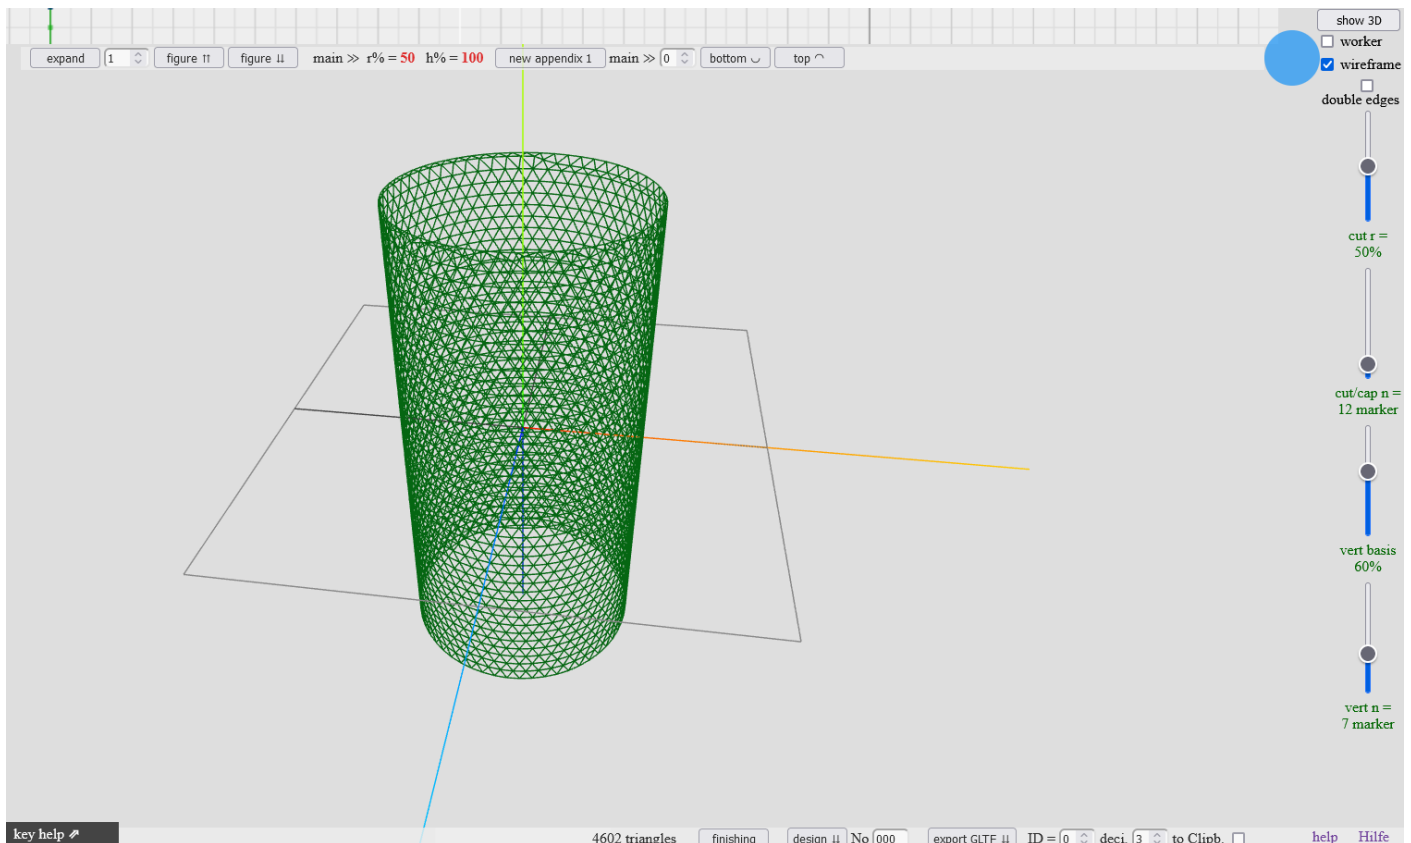 show 3D
worker
expand 1 figure ⇈ figure ⇊ main ≫ r% = 50 h% = 100 new appendix 1 main ≫ 0 bottom ◡ top ◠
wireframe
double edges
cut r =
50%
cut/cap n =
12 marker
vert basis
60%
vert n =
7 marker
key help ⇗
4602 triangles finishing design ⇊ No 000 export GLTF ⇊ ID = 0 deci. 3 to Clipb. help Hilfe